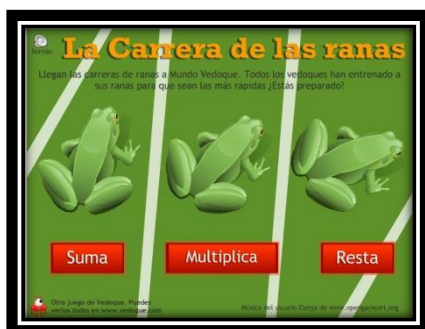 La Carrera de las ranas
Sonido
Llegan las carreras de ranas a Mundo Vedoque. Todos los vedoques han entrenado a
sus ranas para que sean las más rápidas ¿Estás preparado?
Suma
Multiplica
Resta
Otro juego de Vedoque. Puedes
verlos todos en www.vedoque.com
Música del usuario
de www.opengameart.org